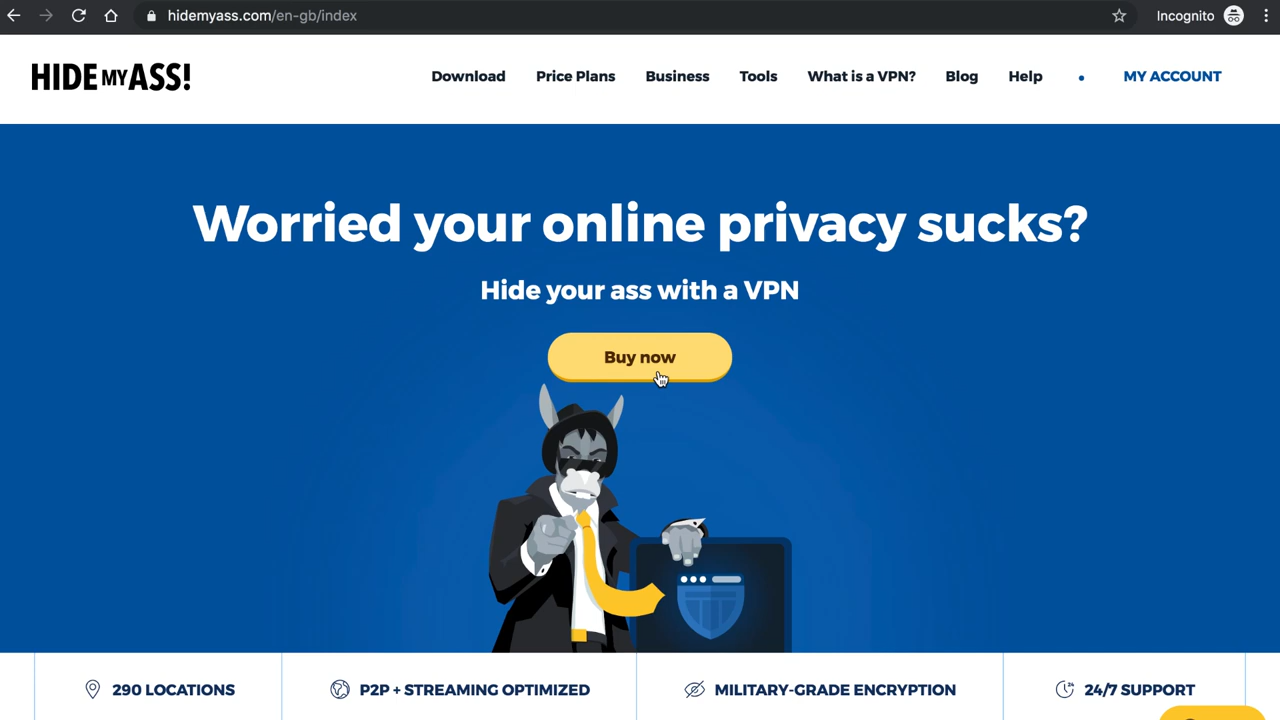 hidemyass.com/en-gb/index
Incognito
HIDE MY ASS!
Download
Price Plans
Business
Tools
What is a VPN?
Blog
Help
MY ACCOUNT
Worried your online privacy sucks?
Hide your ass with a VPN
Buy now
290 LOCATIONS
P2P + STREAMING OPTIMIZED
MILITARY-GRADE ENCRYPTION
24
24/7 SUPPORT